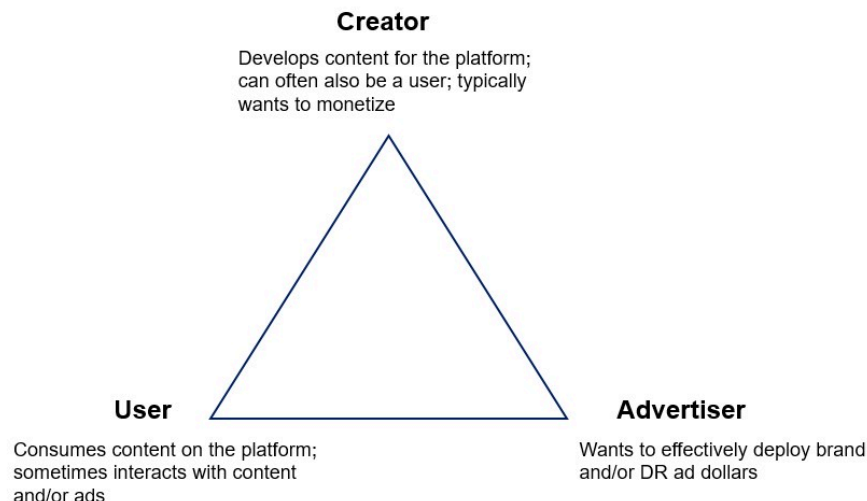 Creator
Develops content for the platform;
can often also be a user; typically
wants to monetize
User
Consumes content on the platform;
sometimes interacts with content
and/or ads
Advertiser
Wants to effectively deploy brand
and/or DR ad dollars